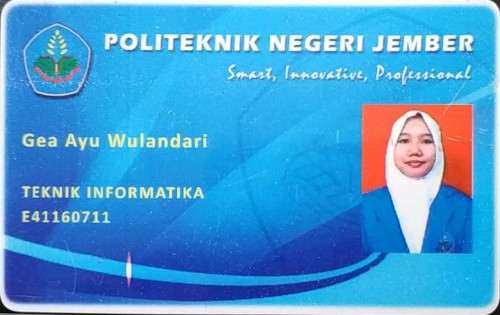 POLITEKNIK NEGERI JEMBER
Smart, Innovative, Professional
Gea Ayu Wulandari
TEKNIK INFORMATIKA
E41160711